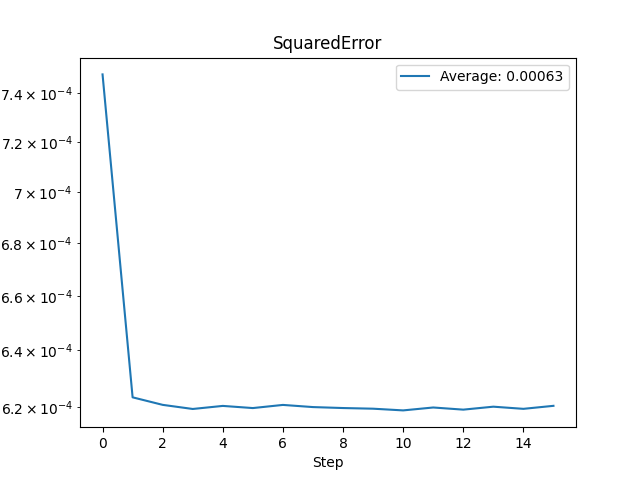 SquaredError
Average: 0.00063
7.4 × 10⁻⁴
7.2 × 10⁻⁴
7 × 10⁻⁴
6.8 × 10⁻⁴
6.6 × 10⁻⁴
6.4 × 10⁻⁴
6.2 × 10⁻⁴
0 2 4 6 8 10 12 14
Step